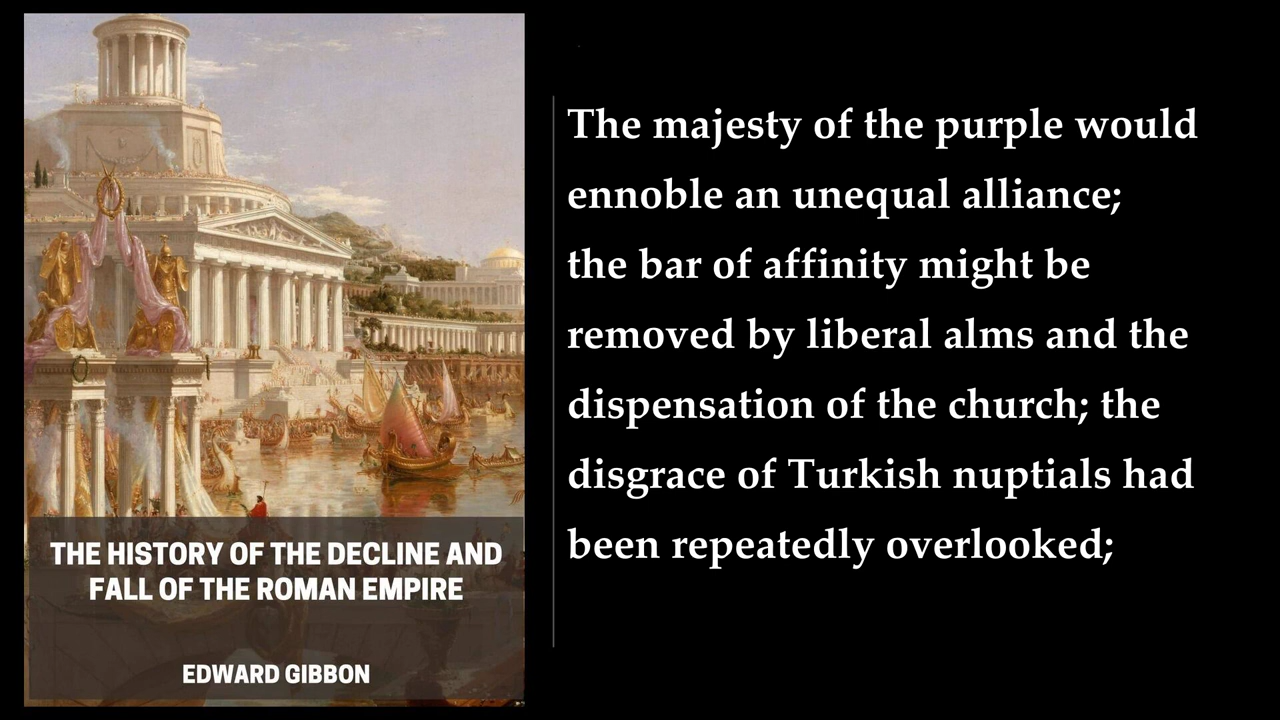 THE HISTORY OF THE DECLINE AND
FALL OF THE ROMAN EMPIRE
EDWARD GIBBON
The majesty of the purple would
ennoble an unequal alliance;
the bar of affinity might be
removed by liberal alms and the
dispensation of the church; the
disgrace of Turkish nuptials had
been repeatedly overlooked;